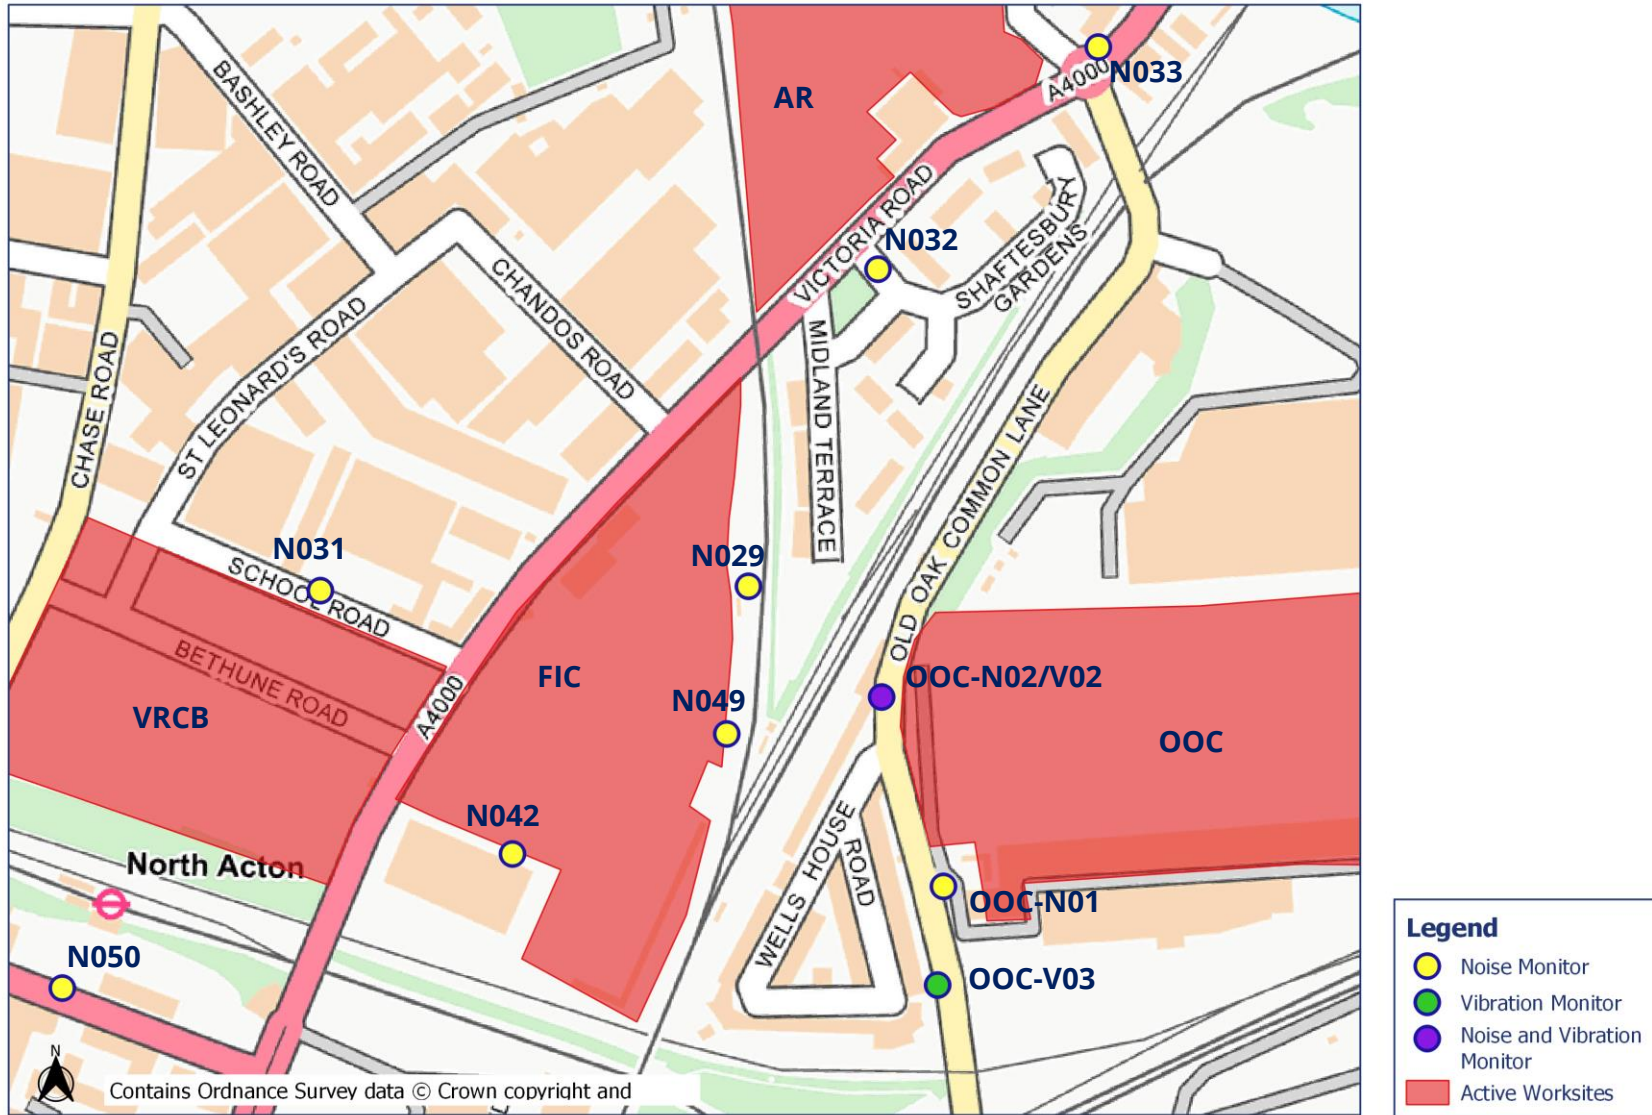 AR
N033
A4000
BASHLEY ROAD
VICTORIA ROAD
N032
SHAFTESBURY
GARDENS
CHANDOS ROAD
ST LEONARD'S ROAD
CHASE ROAD
MIDLAND TERRACE
OLD OAK COMMON LANE
N031
SCHOOL ROAD
N029
BETHUNE ROAD
VRCB
A4000
FIC
N049
OOC-N02/V02
OOC
N042
WELLS HOUSE
ROAD
North Acton
OOC-N01
N050
OOC-V03
N
Contains Ordnance Survey data © Crown copyright and
Legend
Noise Monitor
Vibration Monitor
Noise and Vibration
Monitor
Active Worksites